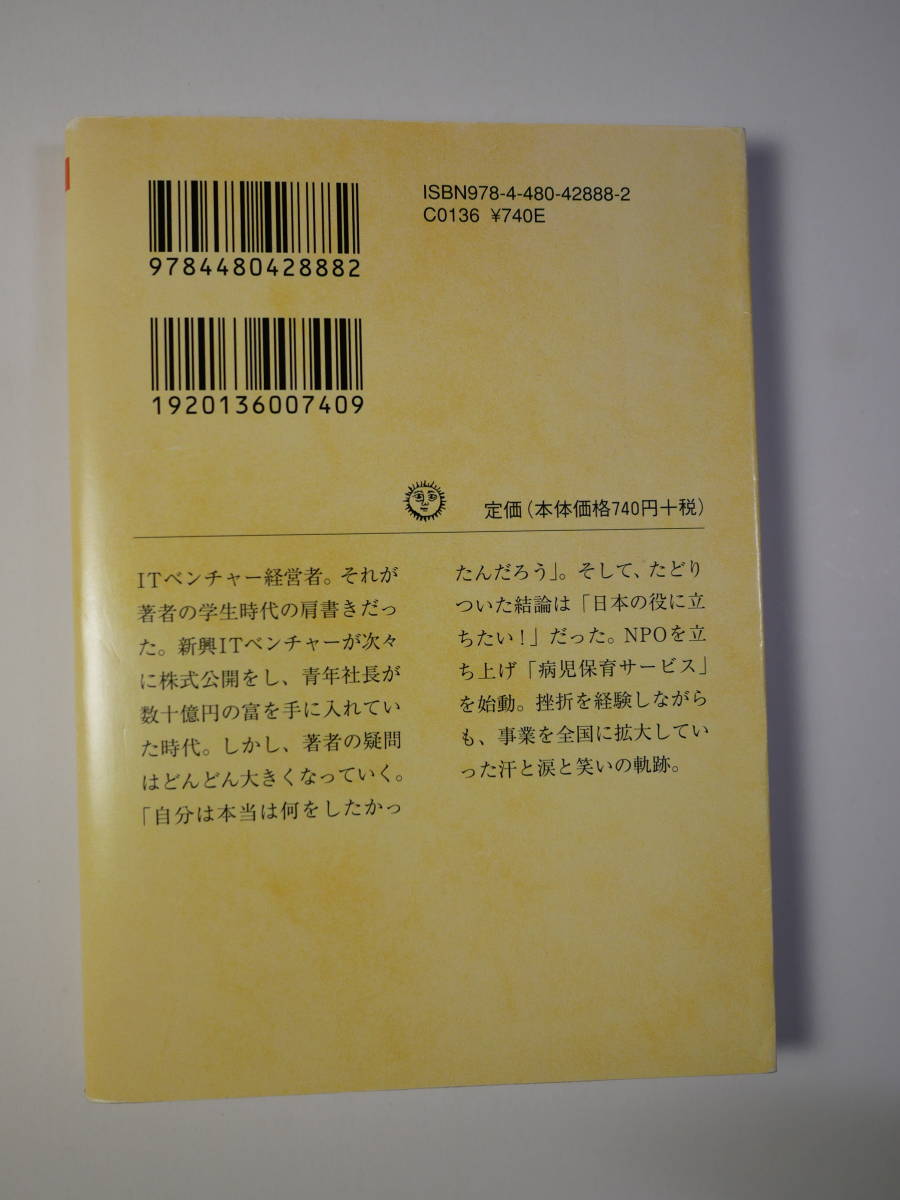 9784480428882
ISBN978-4-480-42888-2
C0136 ¥740E
1920136007409
定価(本体価格740円+税)
ITベンチャー経営者。それが
著者の学生時代の肩書きだっ
た。新興ITベンチャーが次々
に株式公開をし、青年社長が
数十億円の富を手に入れてい
た時代。しかし、著者の疑問
はどんどん大きくなっていく。
「自分は本当は何をしたかっ
たんだろう」。そして、たどり
ついた結論は「日本の役に立
ちたい!」だった。NPOを立
ち上げ「病児保育サービス」
を始動。挫折を経験しながら
も、事業を全国に拡大してい
った汗と涙と笑いの軌跡。